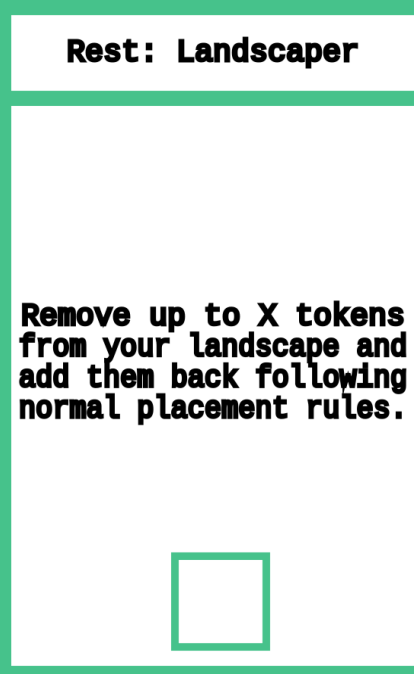 Rest: Landscaper
Remove up to X tokens
from your landscape and
add them back following
normal placement rules.